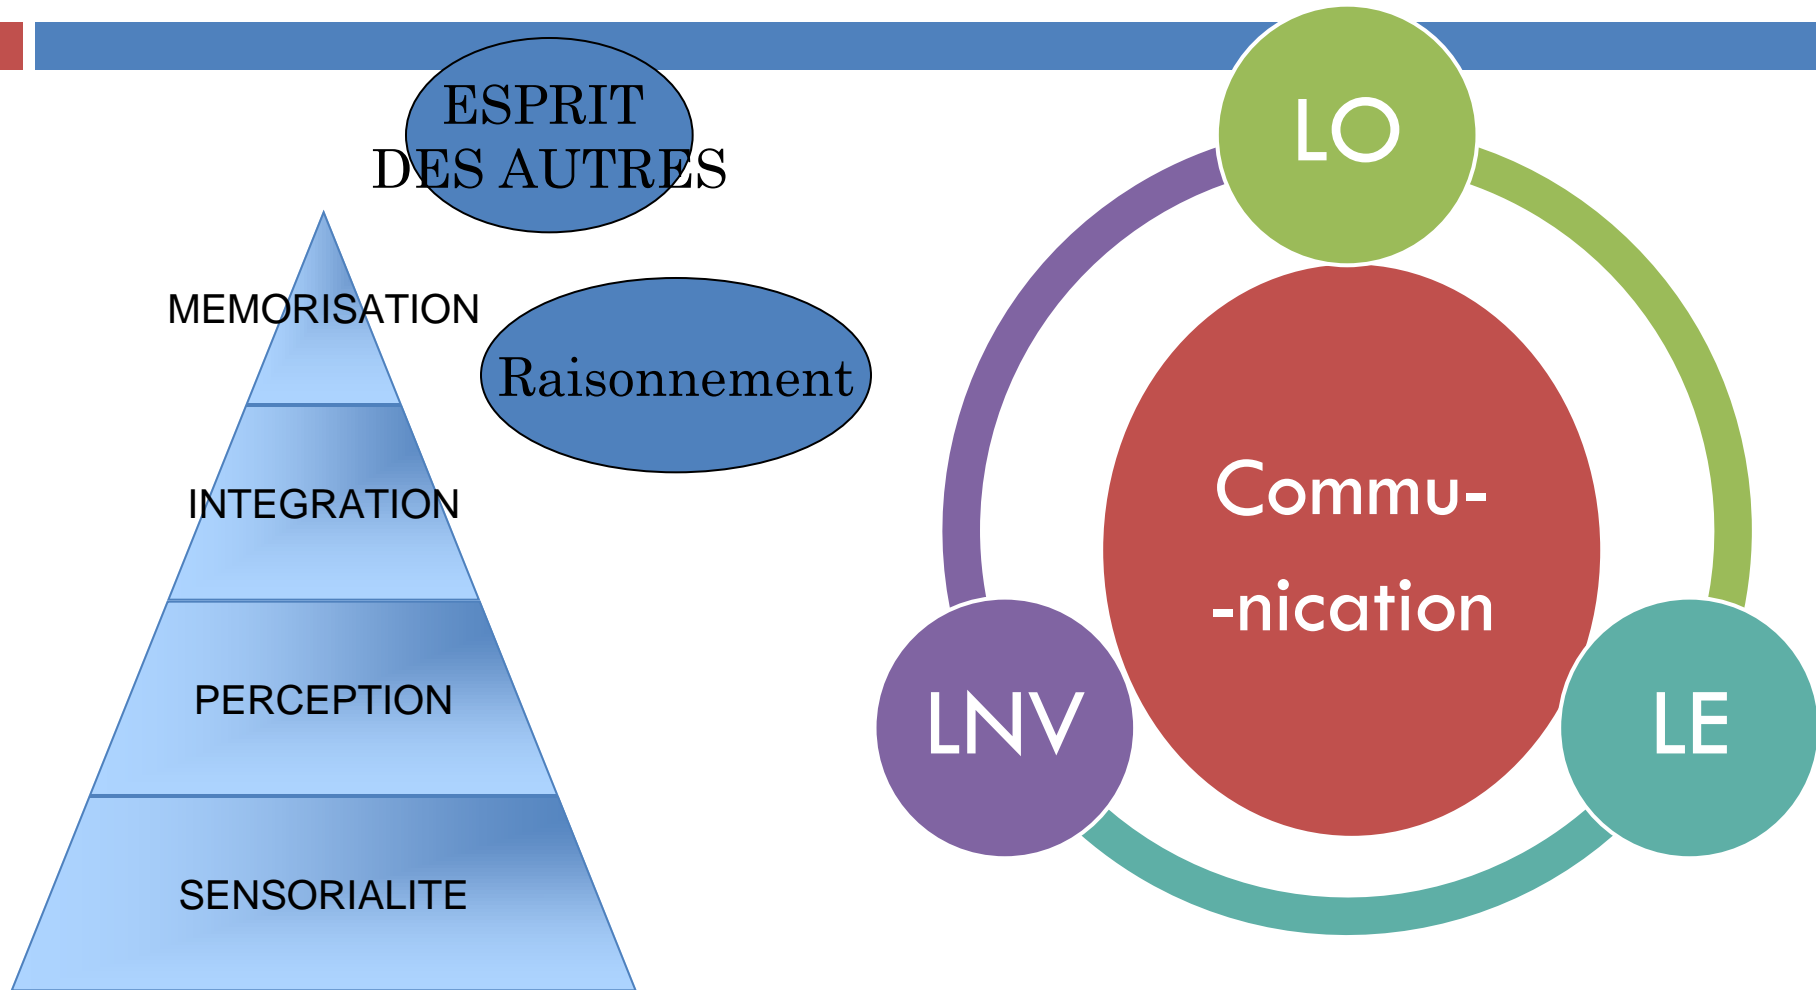 ESPRIT
DES AUTRES
MEMORISATION
Raisonnement
INTEGRATION
PERCEPTION
SENSORIALITE
LO
Commu-
-nication
LNV
LE